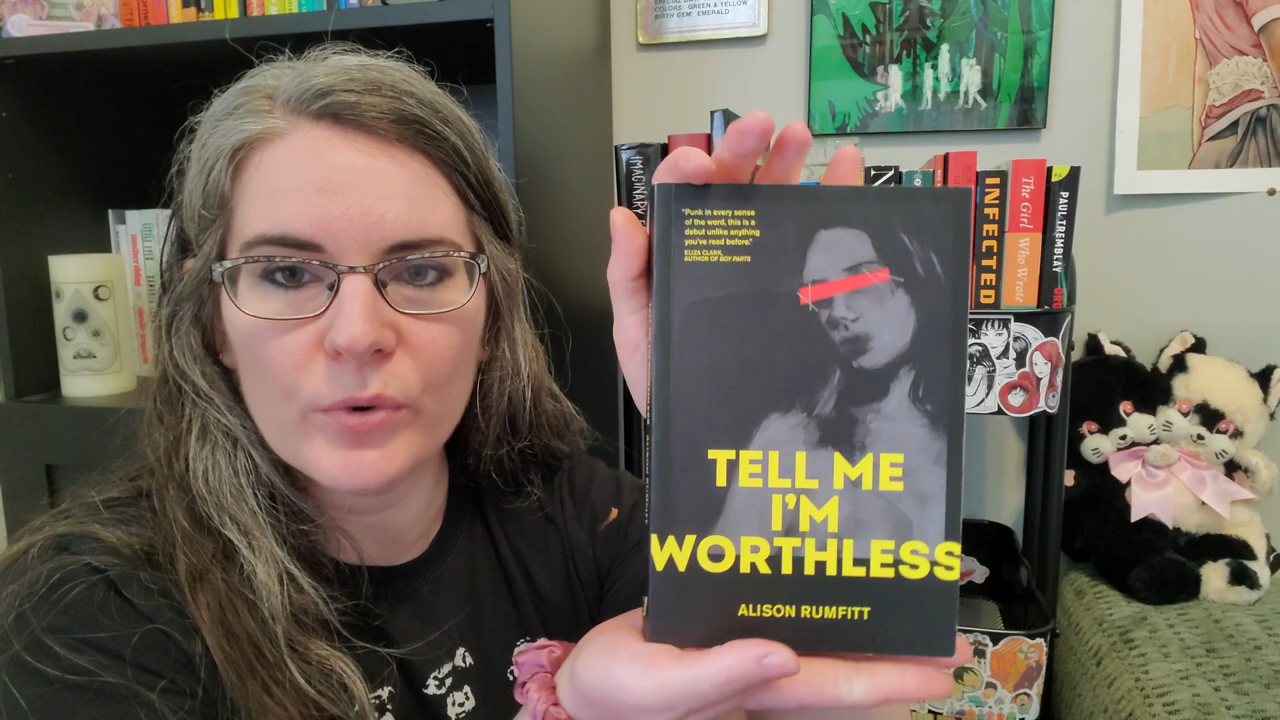 COLORS: GREEN & YELLOW
BIRTH GEM: EMERALD
IMAGINARY
"Punk in every sense
of the word, this is a
debut unlike anything
you've read before."
ELIZA CLARK,
AUTHOR OF BOY PARTS
TELL ME
I'M
WORTHLESS
ALISON RUMFITT
INFECTED
The Girl
Who Wrote
PAUL TREMBLAY